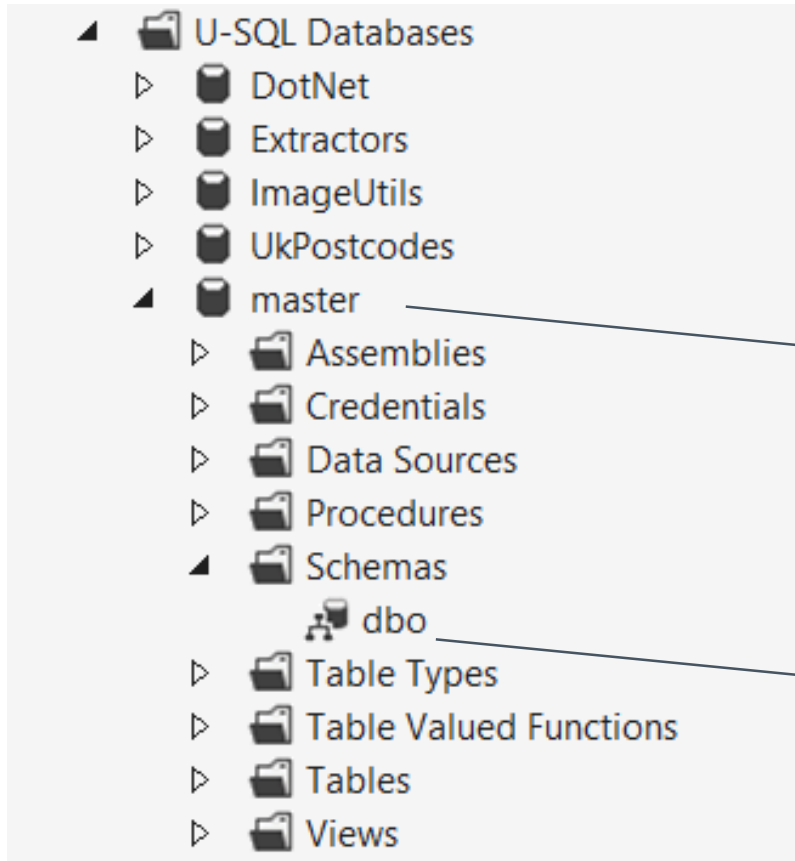 U-SQL Databases
DotNet
Extractors
ImageUtils
UkPostcodes
master
Assemblies
Credentials
Data Sources
Procedures
Schemas
dbo
Table Types
Table Valued Functions
Tables
Views